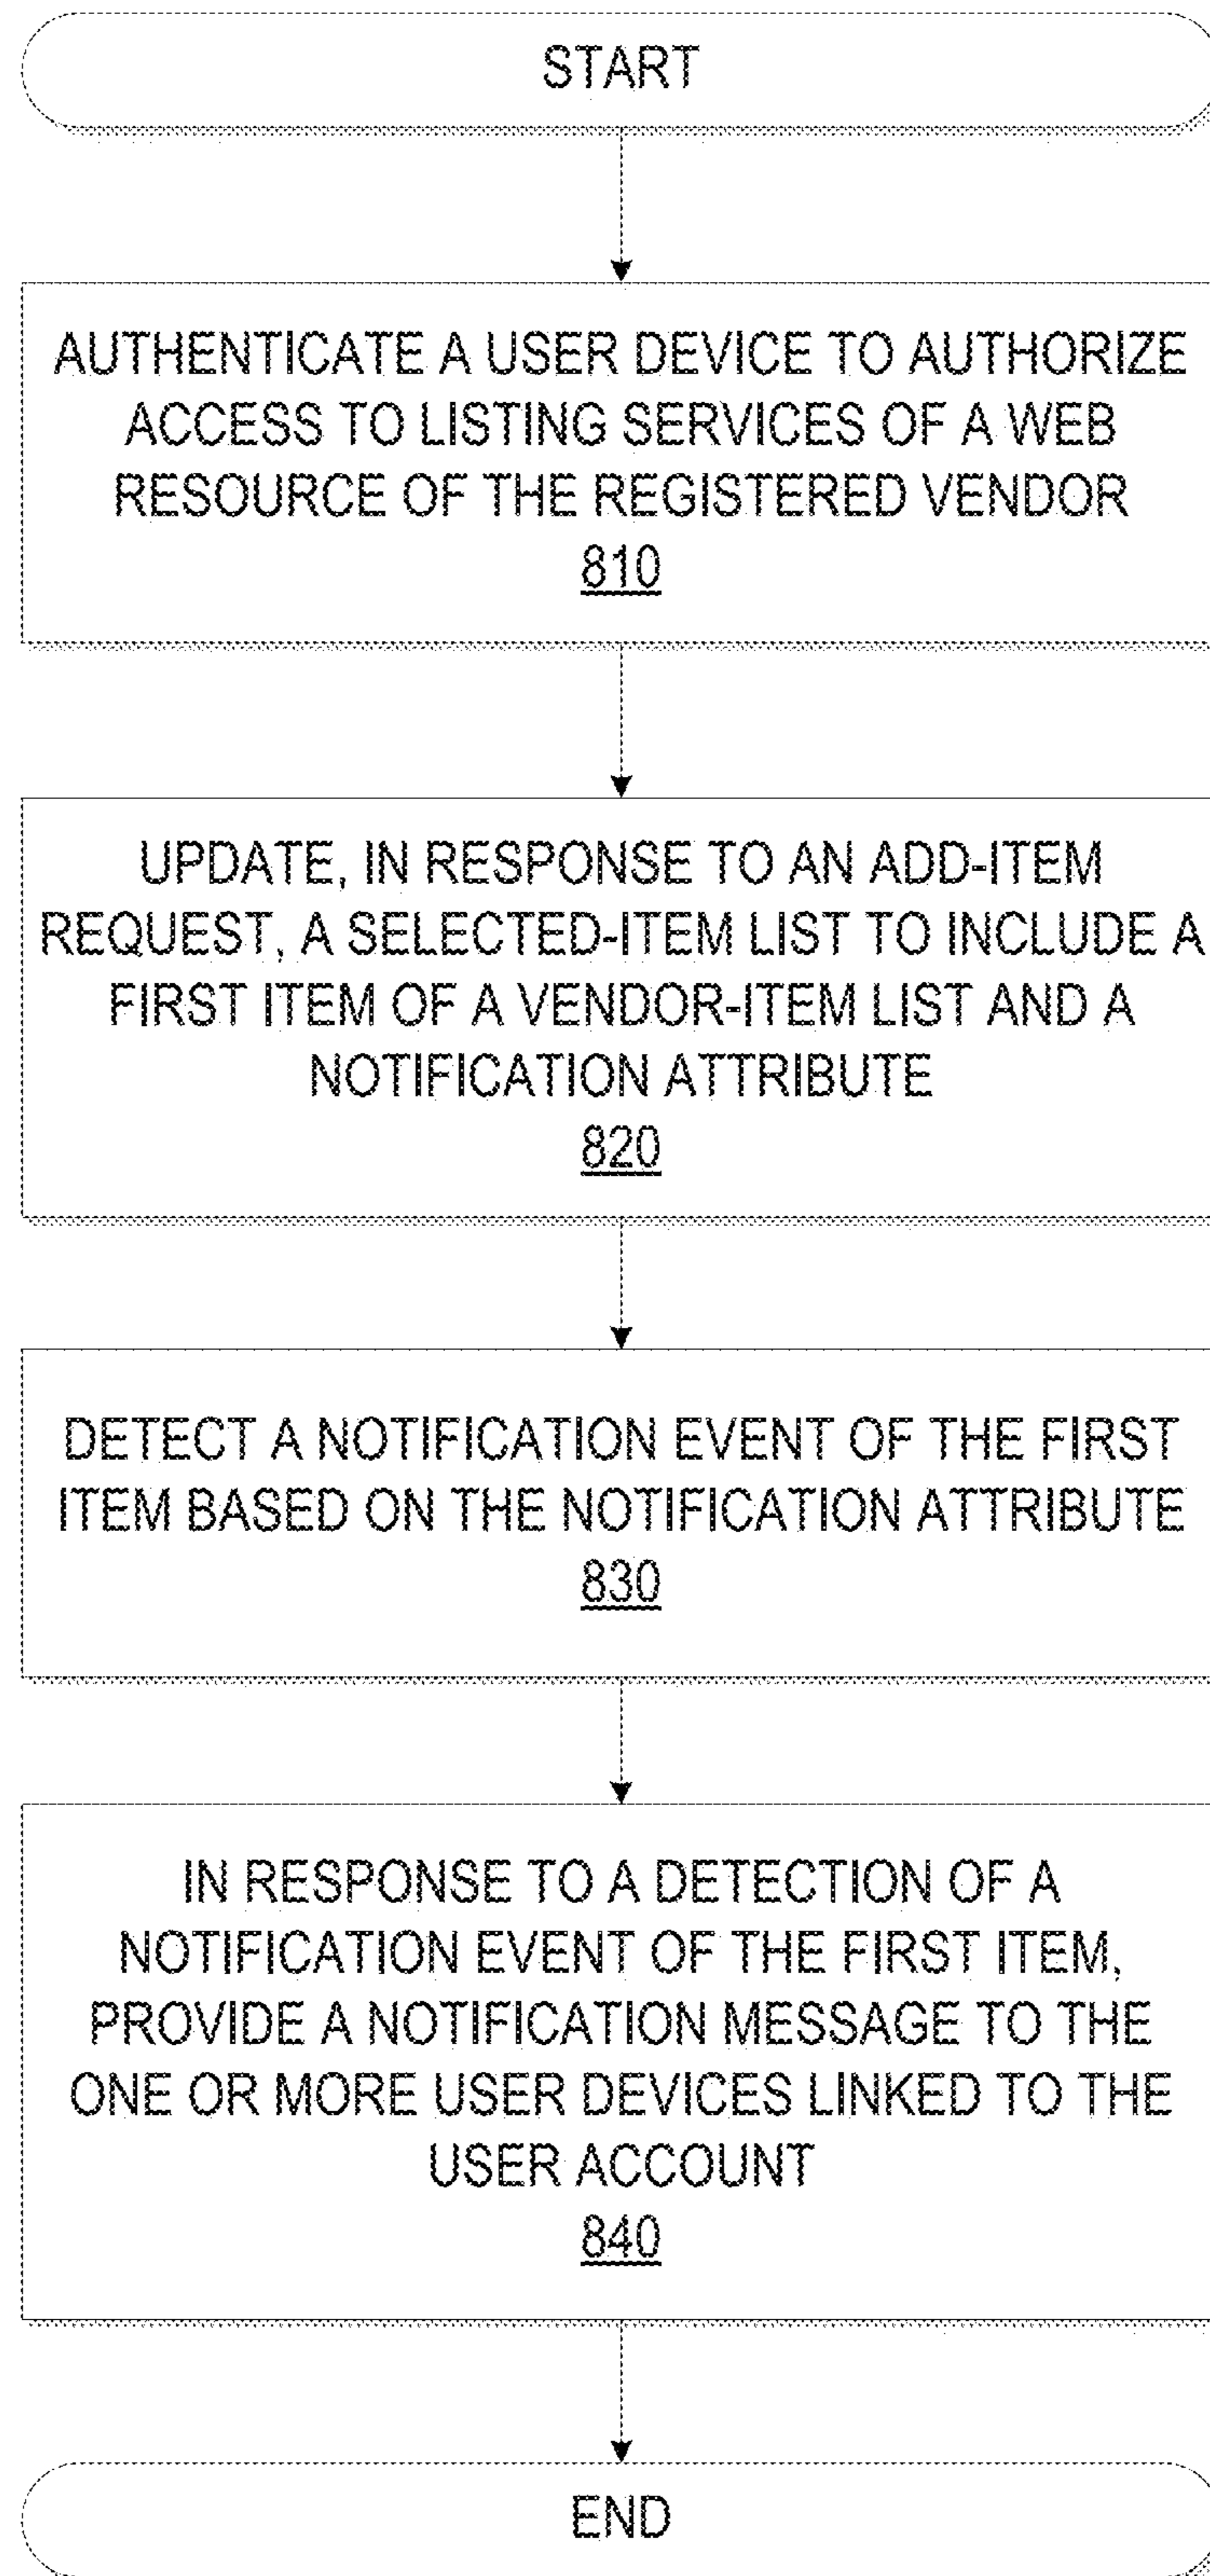 START
AUTHENTICATE A USER DEVICE TO AUTHORIZE
ACCESS TO LISTING SERVICES OF A WEB
RESOURCE OF THE REGISTERED VENDOR
810
UPDATE, IN RESPONSE TO AN ADD-ITEM
REQUEST, A SELECTED-ITEM LIST TO INCLUDE A
FIRST ITEM OF A VENDOR-ITEM LIST AND A
NOTIFICATION ATTRIBUTE
820
DETECT A NOTIFICATION EVENT OF THE FIRST
ITEM BASED ON THE NOTIFICATION ATTRIBUTE
830
IN RESPONSE TO A DETECTION OF A
NOTIFICATION EVENT OF THE FIRST ITEM,
PROVIDE A NOTIFICATION MESSAGE TO THE
ONE OR MORE USER DEVICES LINKED TO THE
USER ACCOUNT
840
END